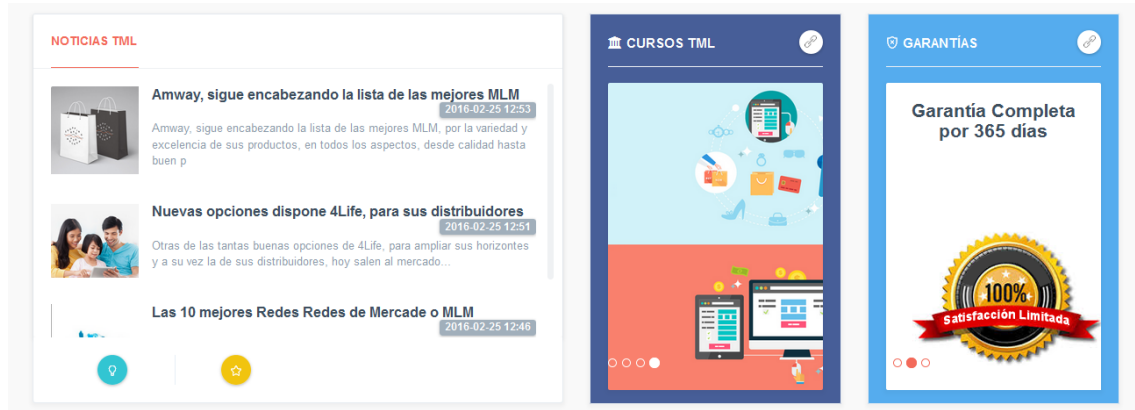 NOTICIAS TML
Amway, sigue encabezando la lista de las mejores MLM
2016-02-25 12:53
Amway, sigue encabezando la lista de las mejores MLM, por la variedad y
excelencia de sus productos, en todos los aspectos, desde calidad hasta
buen p
Nuevas opciones dispone 4Life, para sus distribuidores
2016-02-25 12:51
Otras de las tantas buenas opciones de 4Life, para ampliar sus horizontes
y a su vez la de sus distribuidores, hoy salen al mercado...
Las 10 mejores Redes Redes de Mercade o MLM
2016-02-25 12:46
CURSOS TML
GARANTÍAS
Garantía Completa
por 365 días
100%
Satisfacción Limitada